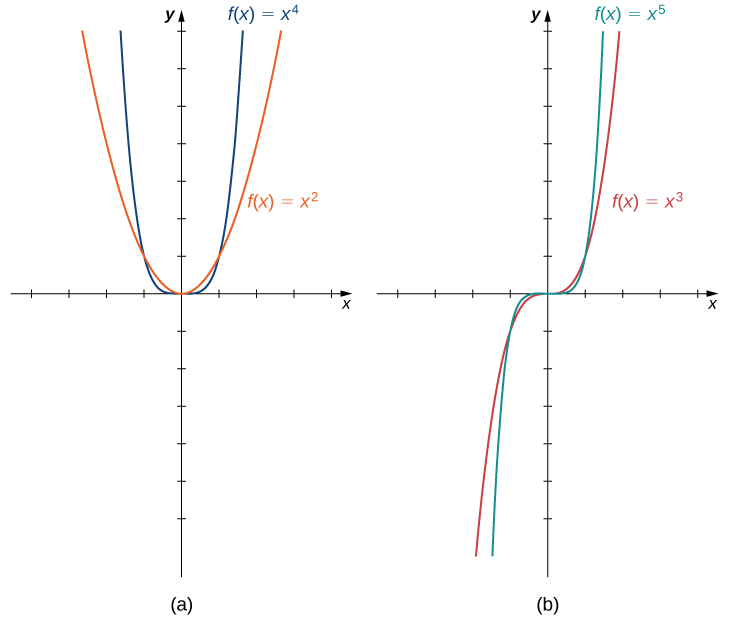 y
f(x) = x⁴
f(x) = x²
x
(a)
y
f(x) = x⁵
f(x) = x³
x
(b)